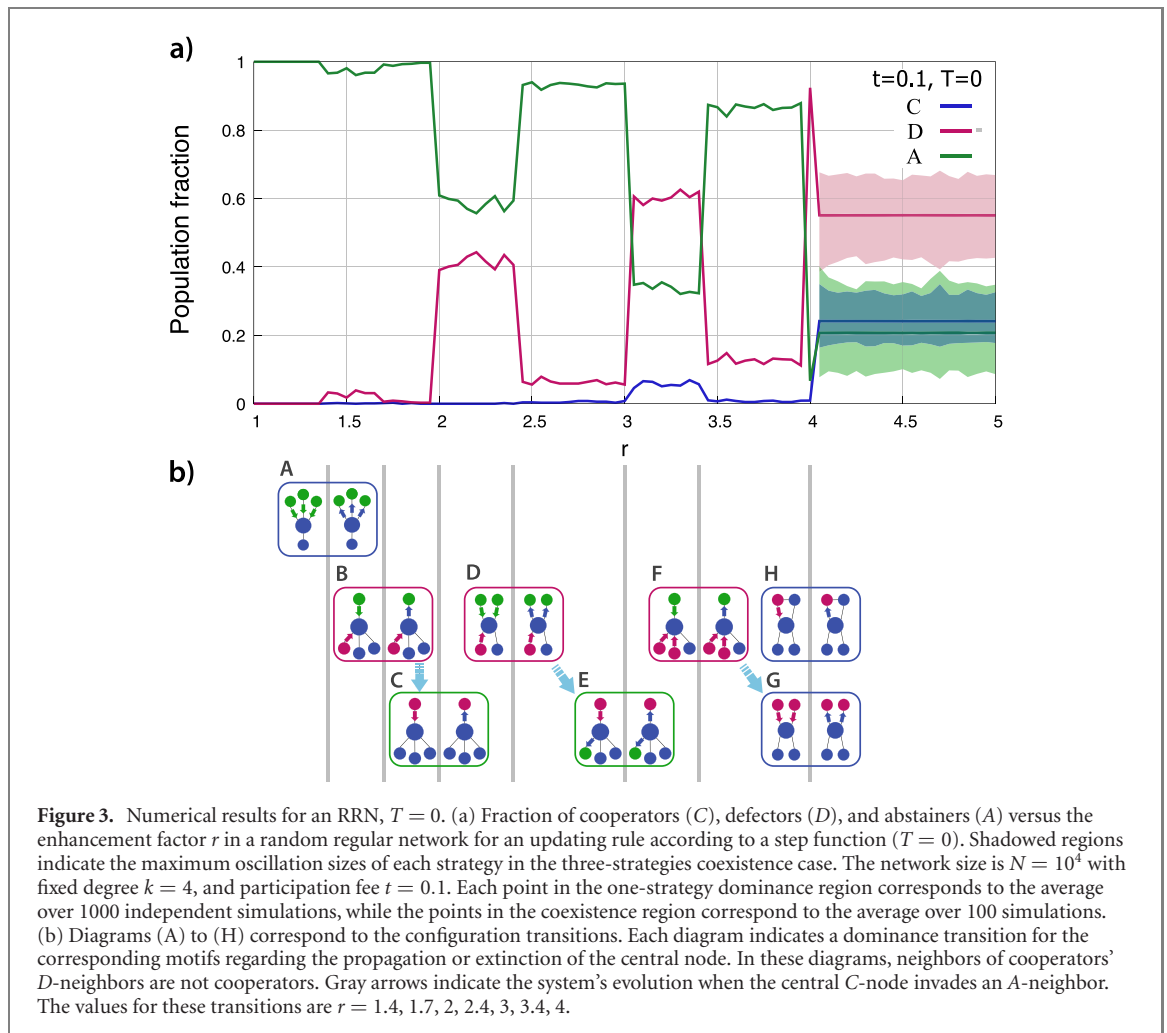 a)
1
0.8
0.6
0.4
0.2
0
Population fraction
t=0.1, T=0
C
D
A
1
1.5
2
2.5
3
3.5
4
4.5
5
r
b)
A
B
D
F
H
C
E
G
Figure 3. Numerical results for an RRN, T = 0. (a) Fraction of cooperators (C), defectors (D), and abstainers (A) versus the
enhancement factor r in a random regular network for an updating rule according to a step function (T = 0). Shadowed regions
indicate the maximum oscillation sizes of each strategy in the three-strategies coexistence case. The network size is N = 10⁴ with
fixed degree k = 4, and participation fee t = 0.1. Each point in the one-strategy dominance region corresponds to the average
over 1000 independent simulations, while the points in the coexistence region correspond to the average over 100 simulations.
(b) Diagrams (A) to (H) correspond to the configuration transitions. Each diagram indicates a dominance transition for the
corresponding motifs regarding the propagation or extinction of the central node. In these diagrams, neighbors of cooperators'
D-neighbors are not cooperators. Gray arrows indicate the system's evolution when the central C-node invades an A-neighbor.
The values for these transitions are r = 1.4, 1.7, 2, 2.4, 3, 3.4, 4.